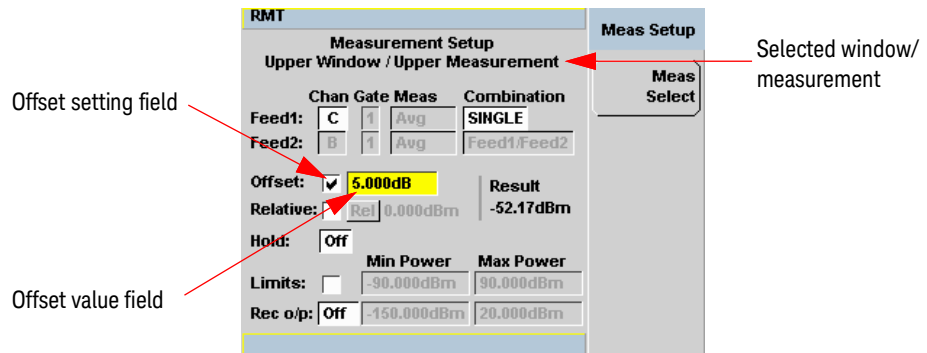 RMT
Meas Setup
Measurement Setup
Upper Window / Upper Measurement
Selected window/
measurement
Meas
Select
Offset setting field
Chan Gate Meas Combination
Feed1: C 1 Avg SINGLE
Feed2: B 1 Avg Feed1/Feed2
Offset: 5.000dB Result
Relative: Rel 0.000dBm -52.17dBm
Hold: Off
Min Power Max Power
Limits: -90.000dBm 90.000dBm
Offset value field
Rec o/p: Off -150.000dBm 20.000dBm